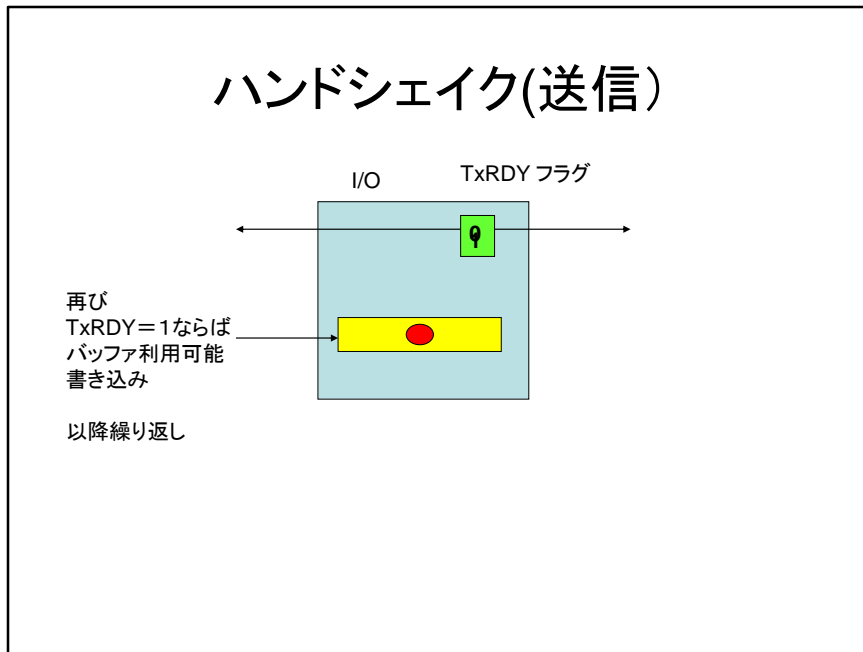 ハンドシェイク(送信）
I/O
TxRDY フラグ
再び
TxRDY＝1ならば
バッファ利用可能
書き込み
以降繰り返し